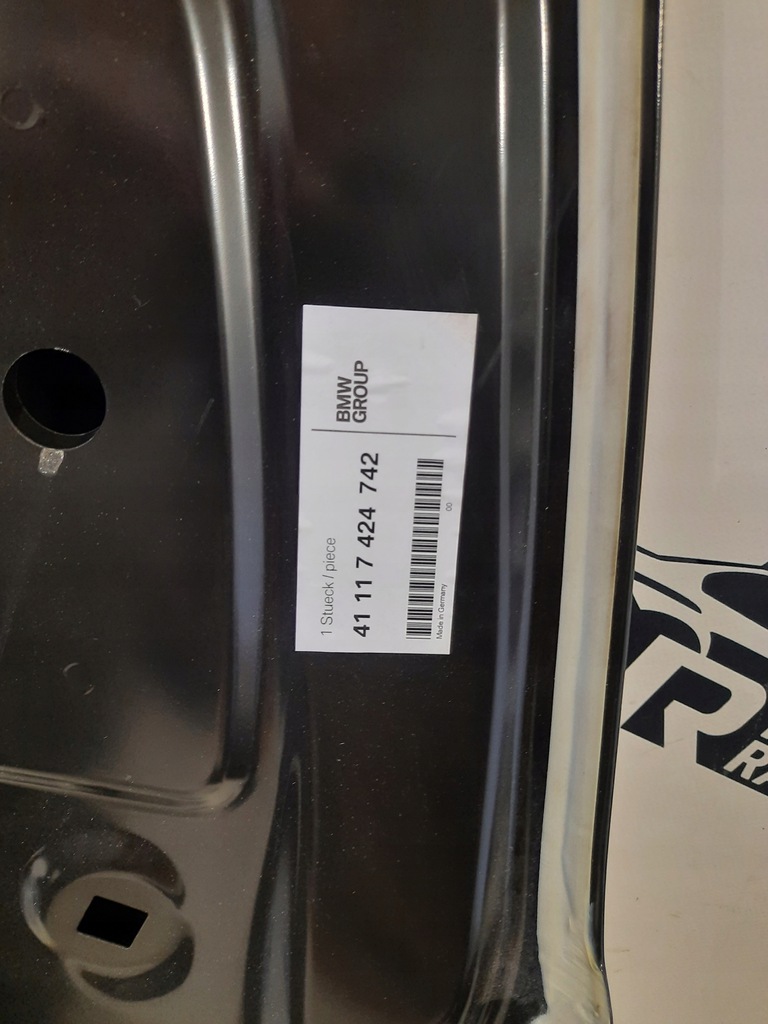 1 Stueck / piece
41 11 7 424 742
Made in Germany
00
BMW
GROUP